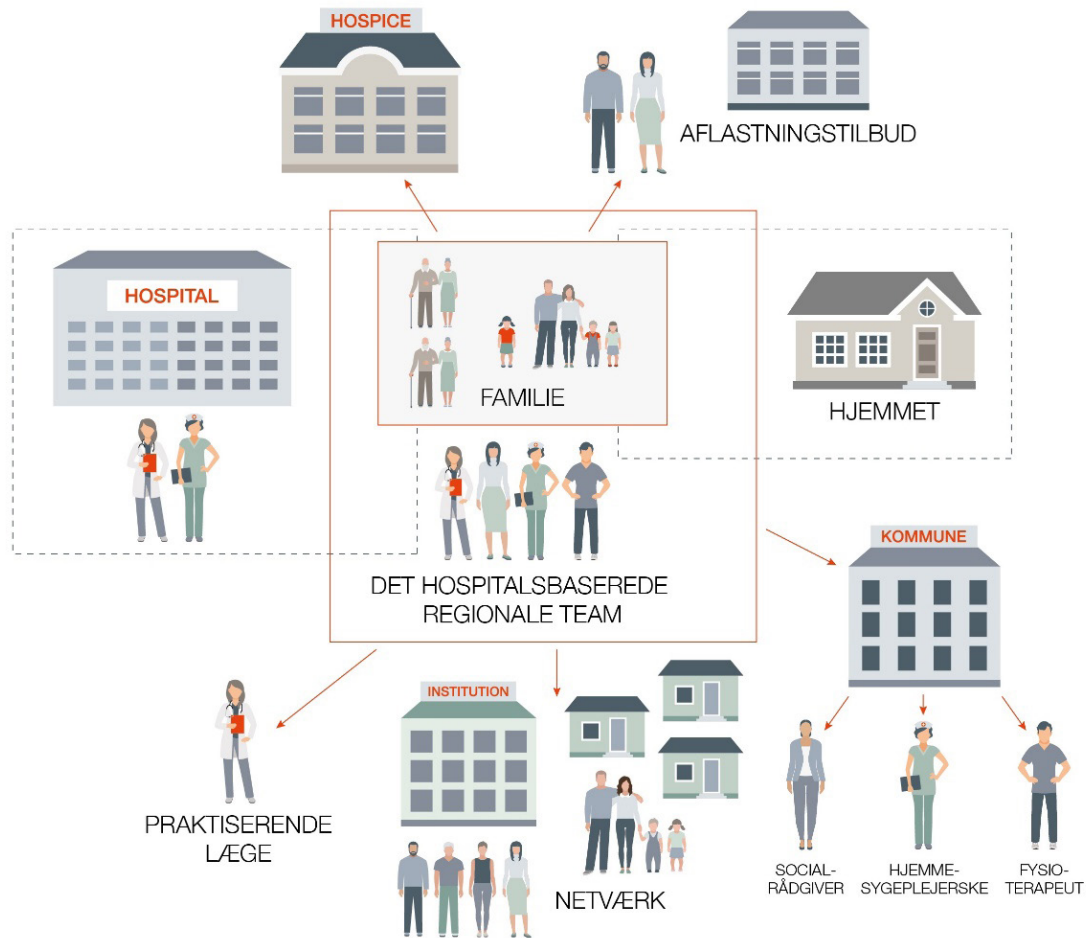 HOSPICE
AFLASTNINGSTILBUD
HOSPITAL
FAMILIE
HJEMMET
DET HOSPITALSBASEREDE
REGIONALE TEAM
KOMMUNE
INSTITUTION
PRAKTISERENDE
LÆGE
NETVÆRK
SOCIAL-
RÅDGIVER
HJEMME-
SYGEPLEJERSKE
FYSIO-
TERAPEUT